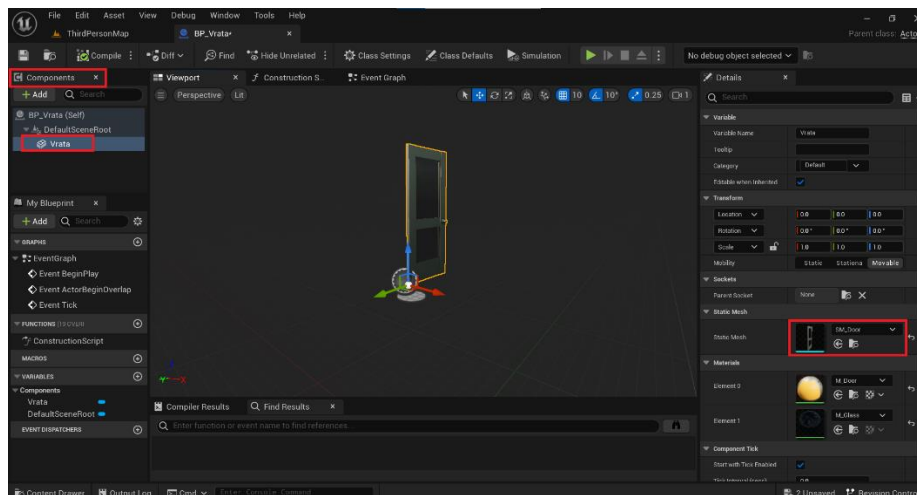 File Edit Asset View Debug Window Tools Help
ThirdPersonMap BP_Vrata* ×
Parent class: Acto
Compile Diff Find Hide Unrelated Class Settings Class Defaults Simulation No debug object selected
Components ×
+ Add Search
BP_Vrata (Self)
DefaultSceneRoot
Vrata
My Blueprint ×
+ Add Search
GRAPHS
EventGraph
Event BeginPlay
Event ActorBeginOverlap
Event Tick
FUNCTIONS
ConstructionScript
MACROS
VARIABLES
Components
Vrata
DefaultSceneRoot
EVENT DISPATCHERS
Viewport × Construction S... Event Graph
Perspective Lit 10 10° 0.25 1
Compiler Results Find Results ×
Enter function or event name to find references...
Details ×
Search
Variable
Variable Name Vrata
Tooltip
Category Default
Editable when Inherited
Transform
Location 0.0 0.0 0.0
Rotation 0.0° 0.0° 0.0°
Scale 1.0 1.0 1.0
Mobility Static Stationa Movable
Sockets
Parent Socket None
Static Mesh
Static Mesh SM_Door
Materials
Element 0 M_Door
Element 1 M_Glass
Component Tick
Start with Tick Enabled
Content Drawer Output Log Cmd Enter Console Command 2 Unsaved Revision Contro